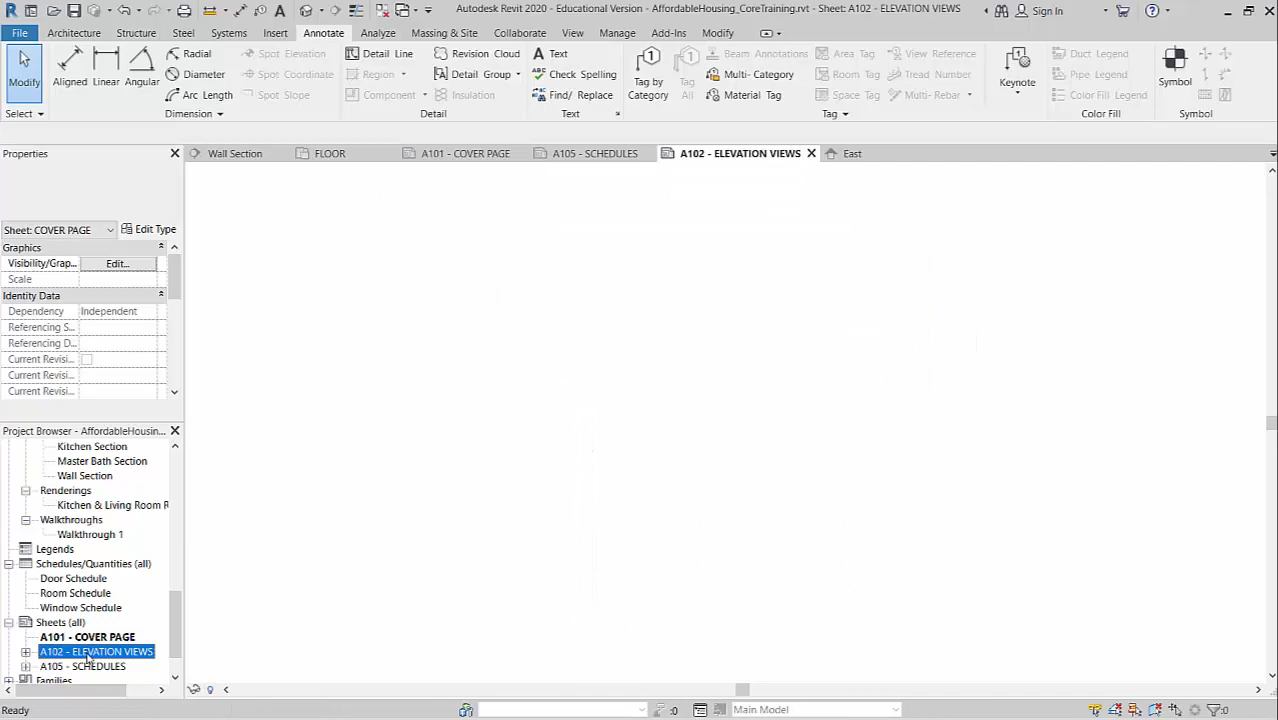 Autodesk Revit 2020 - Educational Version - AffordableHousing_CoreTraining.rvt - Sheet: A102 - ELEVATION VIEWS
Sign In
File Architecture Structure Steel Systems Insert Annotate Analyze Massing & Site Collaborate View Manage Add-Ins Modify
Modify
Select
Aligned Linear Angular
Radial
Diameter
Arc Length
Spot Elevation
Spot Coordinate
Spot Slope
Dimension
Detail Line
Region
Component
Revision Cloud
Detail Group
Insulation
Detail
Text
Check Spelling
Find/ Replace
Text
Tag by
Category
Tag
All
Beam Annotations
Multi- Category
Material Tag
Area Tag
Room Tag
Space Tag
View Reference
Tread Number
Multi- Rebar
Tag
Keynote
Duct Legend
Pipe Legend
Color Fill Legend
Color Fill
Symbol
Symbol
Properties
Wall Section FLOOR A101 - COVER PAGE A105 - SCHEDULES A102 - ELEVATION VIEWS East
Sheet: COVER PAGE Edit Type
Graphics
Visibility/Grap... Edit...
Scale
Identity Data
Dependency Independent
Referencing S...
Referencing D...
Current Revisi...
Current Revisi...
Current Revisi...
Project Browser - AffordableHousin...
Kitchen Section
Master Bath Section
Wall Section
Renderings
Kitchen & Living Room R
Walkthroughs
Walkthrough 1
Legends
Schedules/Quantities (all)
Door Schedule
Room Schedule
Window Schedule
Sheets (all)
A101 - COVER PAGE
A102 - ELEVATION VIEWS
A105 - SCHEDULES
Families
Ready :0 Main Model :0